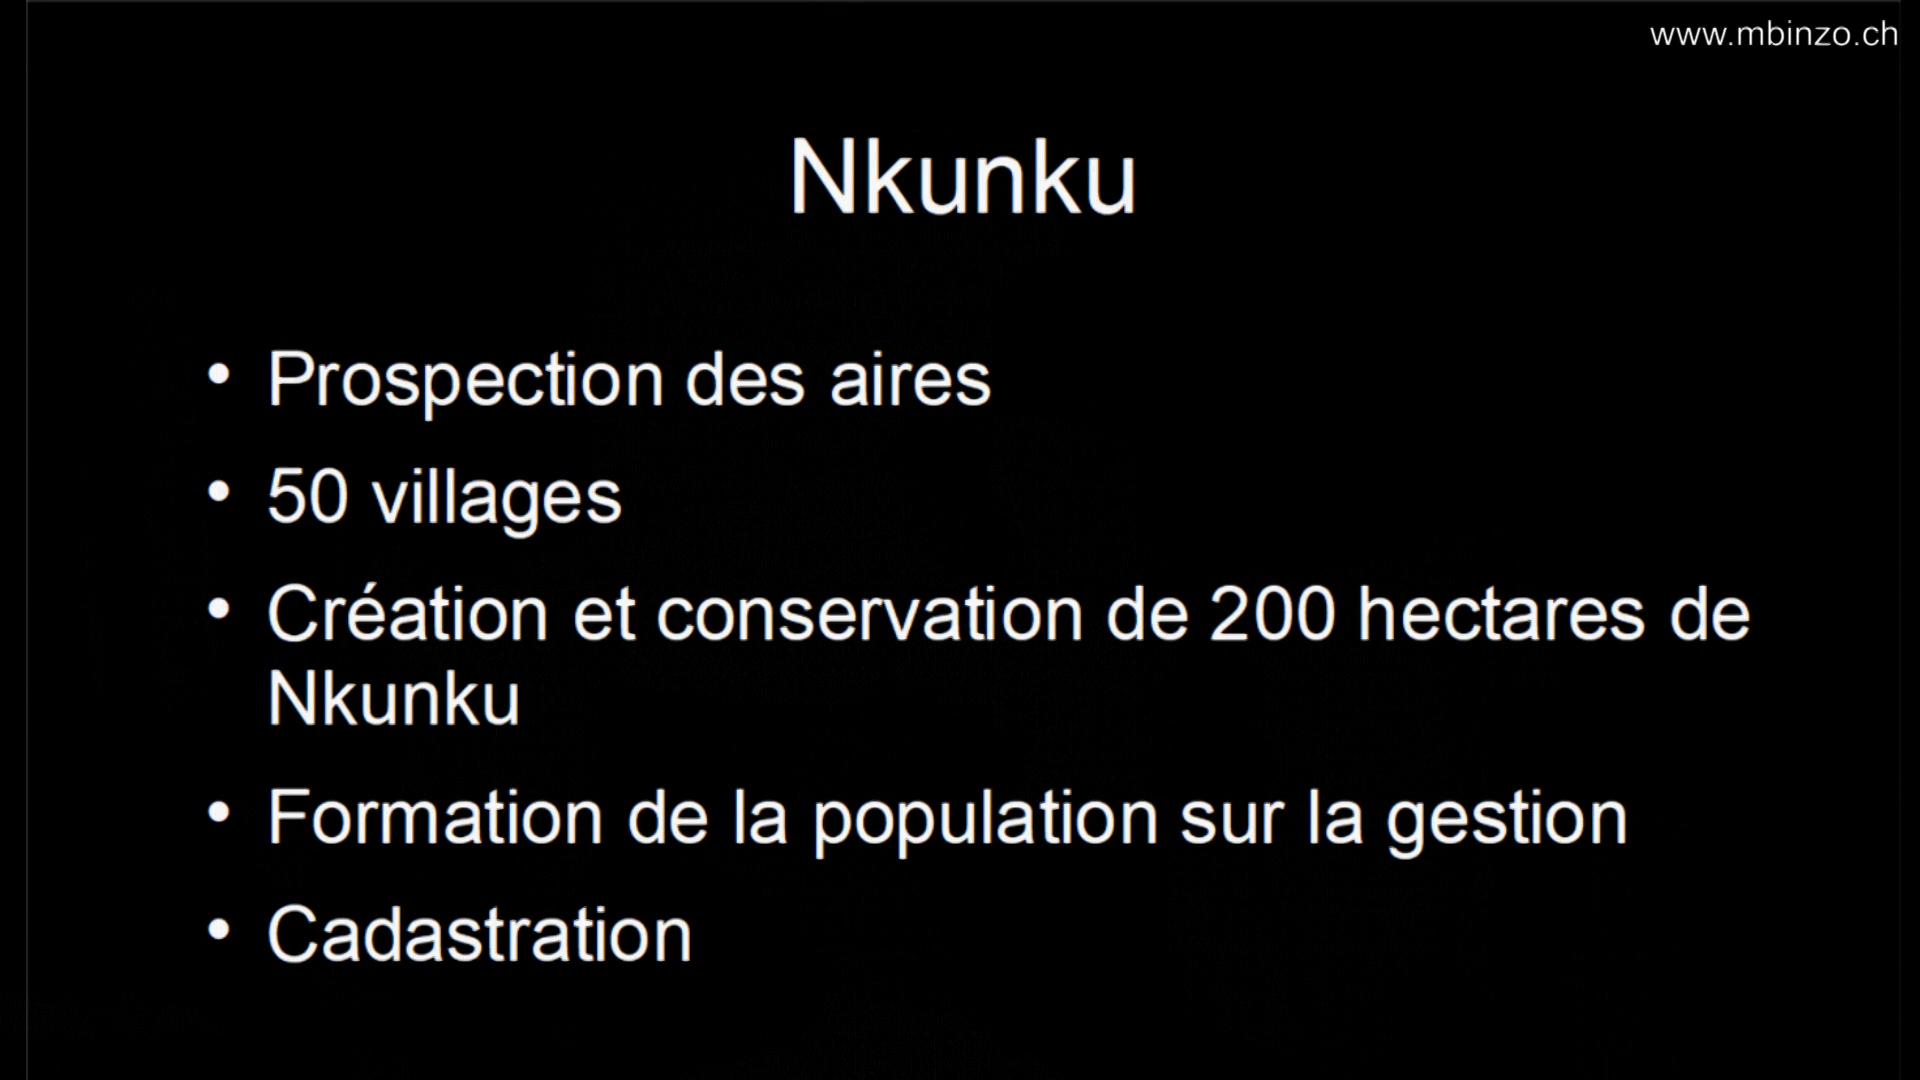 www.mbinzo.ch
Nkunku
• Prospection des aires
• 50 villages
• Création et conservation de 200 hectares de
Nkunku
• Formation de la population sur la gestion
• Cadastration